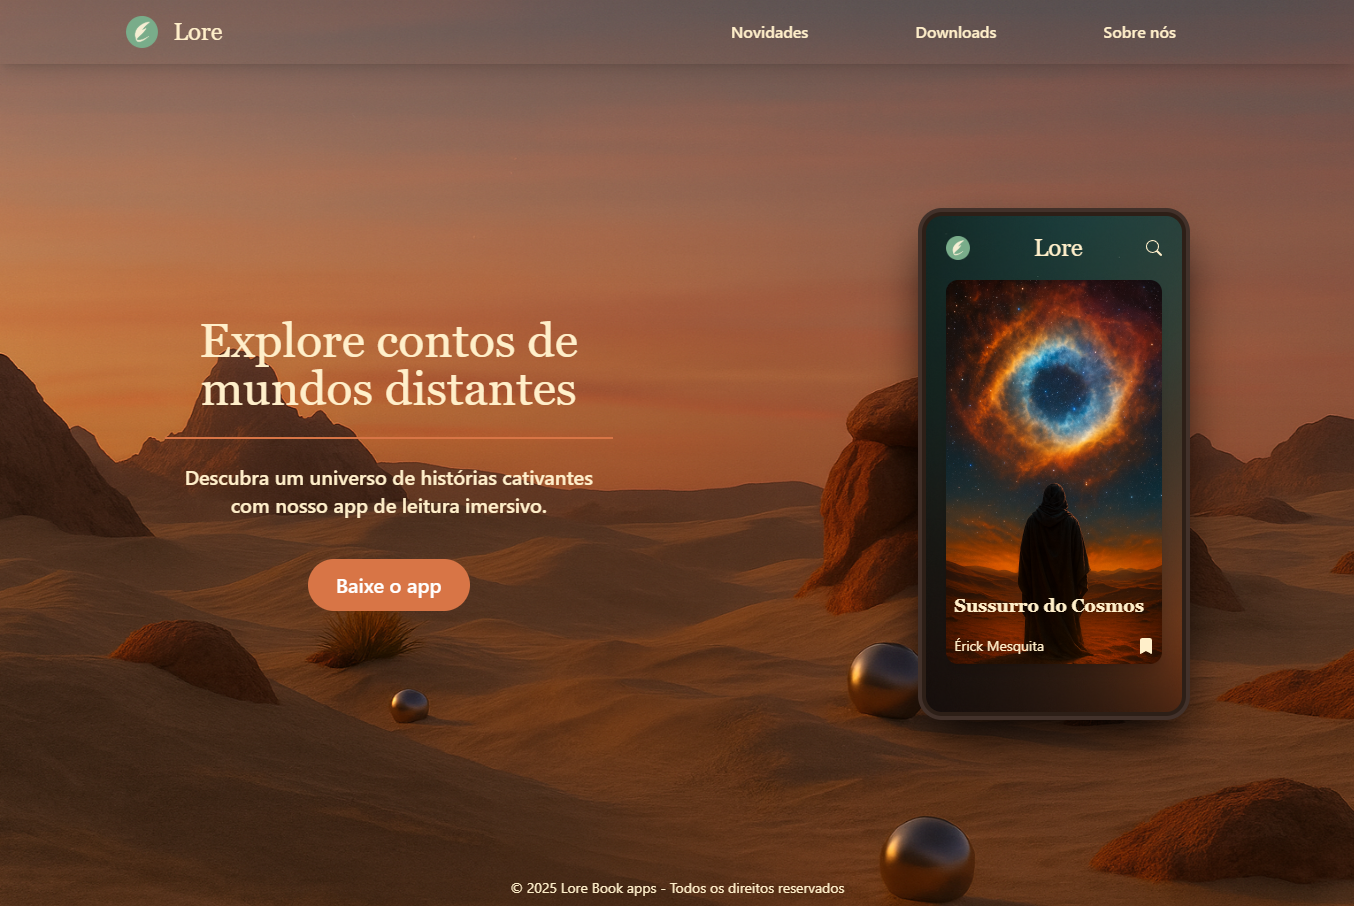 Lore
Novidades
Downloads
Sobre nós
Explore contos de
mundos distantes
Descubra um universo de histórias cativantes
com nosso app de leitura imersivo.
Baixe o app
Lore
Sussurro do Cosmos
Érick Mesquita
© 2025 Lore Book apps - Todos os direitos reservados